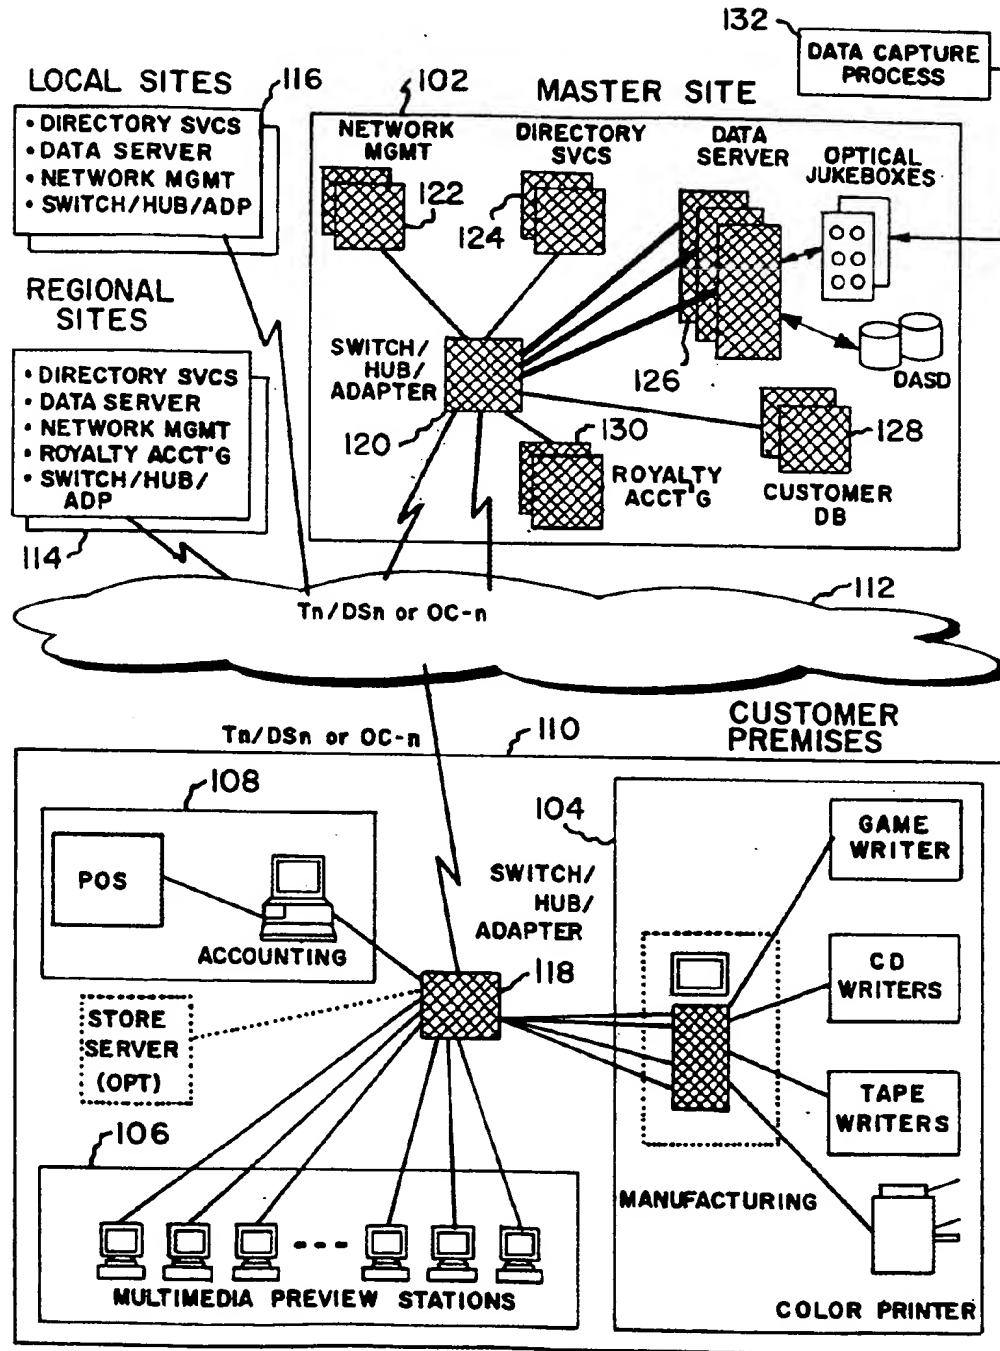 132
DATA CAPTURE
PROCESS
LOCAL SITES
116
• DIRECTORY SVCS
• DATA SERVER
• NETWORK MGMT
• SWITCH/HUB/ADP
102
MASTER SITE
NETWORK
MGMT
122
DIRECTORY
SVCS
124
DATA
SERVER
126
OPTICAL
JUKEBOXES
DASD
REGIONAL
SITES
• DIRECTORY SVCS
• DATA SERVER
• NETWORK MGMT
• ROYALTY ACCT'G
• SWITCH/HUB/
ADP
114
SWITCH/
HUB/
ADAPTER
120
130
ROYALTY
ACCT'G
128
CUSTOMER
DB
112
Tn/DSn or OC-n
Tn/DSn or OC-n
110
CUSTOMER
PREMISES
108
POS
ACCOUNTING
SWITCH/
HUB/
ADAPTER
118
104
GAME
WRITER
CD
WRITERS
TAPE
WRITERS
STORE
SERVER
(OPT)
106
MANUFACTURING
MULTIMEDIA PREVIEW STATIONS
COLOR PRINTER